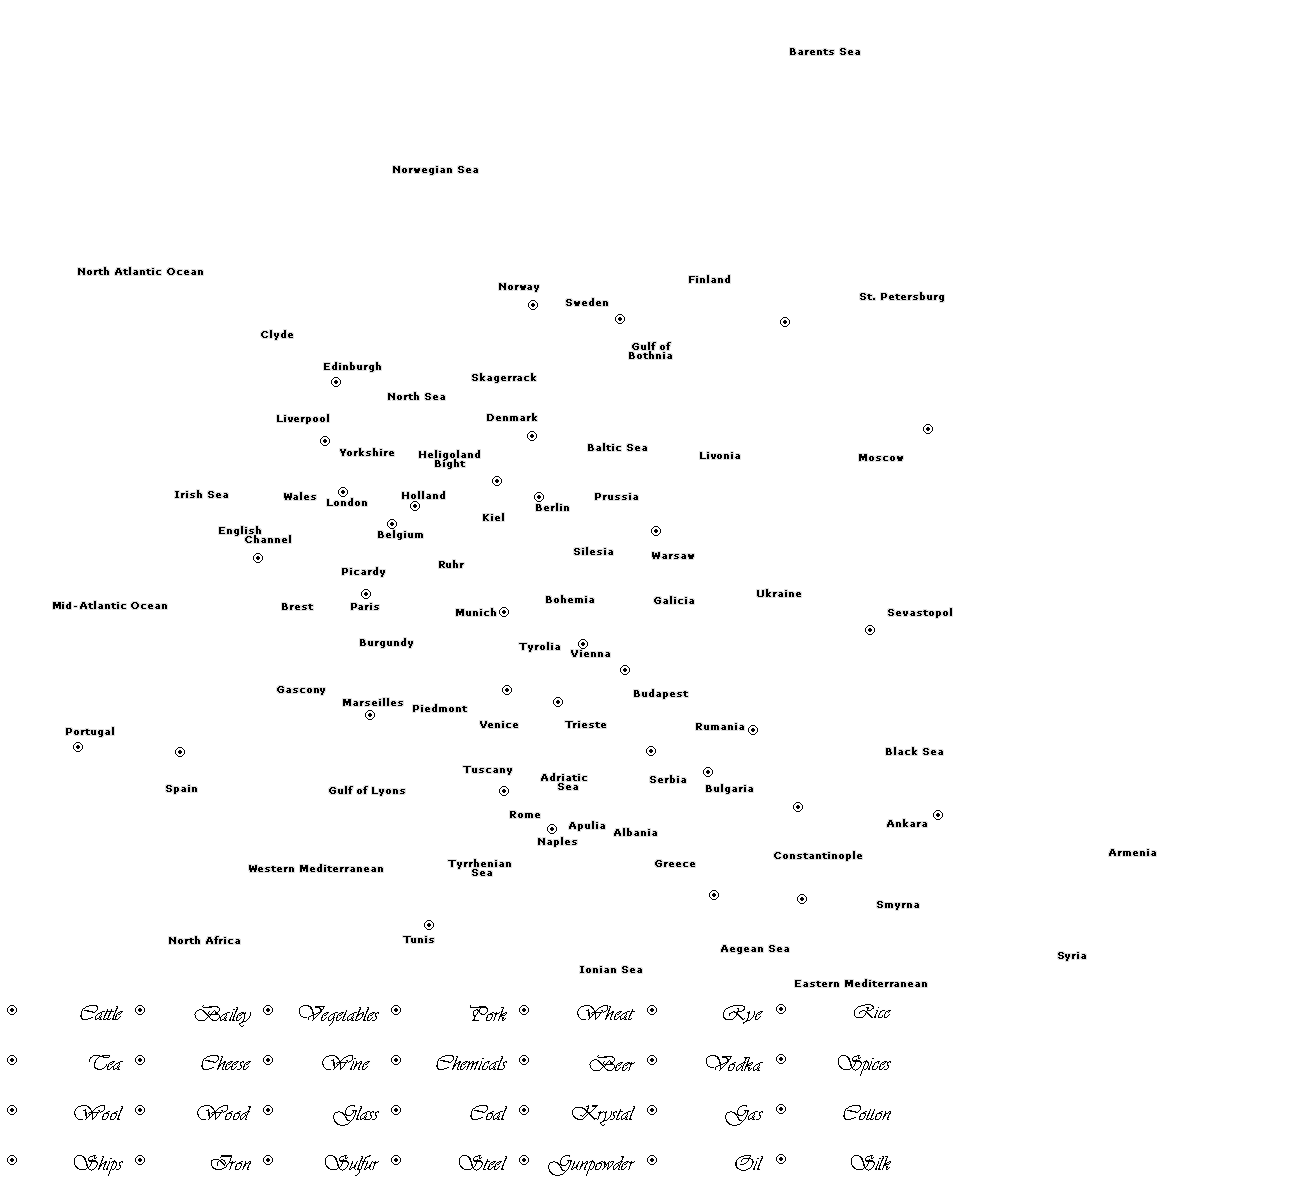 Barents Sea
Norwegian Sea
North Atlantic Ocean
Finland
Norway
St. Petersburg
Sweden
Clyde
Gulf of
Bothnia
Edinburgh
Skagerrack
North Sea
Liverpool
Denmark
Baltic Sea
Yorkshire
Heligoland
Bight
Livonia
Moscow
Irish Sea
Wales
London
Holland
Berlin
Prussia
Kiel
English
Channel
Belgium
Silesia
Warsaw
Ruhr
Picardy
Ukraine
Mid-Atlantic Ocean
Brest
Paris
Munich
Bohemia
Galicia
Sevastopol
Burgundy
Tyrolia
Vienna
Gascony
Budapest
Marseilles
Piedmont
Portugal
Venice
Trieste
Rumania
Black Sea
Tuscany
Adriatic
Sea
Serbia
Spain
Gulf of Lyons
Bulgaria
Rome
Apulia
Albania
Ankara
Naples
Constantinople
Armenia
Western Mediterranean
Tyrrhenian
Sea
Greece
Smyrna
North Africa
Tunis
Aegean Sea
Syria
Ionian Sea
Eastern Mediterranean
Cattle Bailey Vegetables Pork Wheat Rye Rice
Tea Cheese Wine Chemicals Beer Vodka Spices
Wool Wood Glass Coal Krystal Gas Cotton
Ships Iron Sulfur Steel Gunpowder Oil Silk